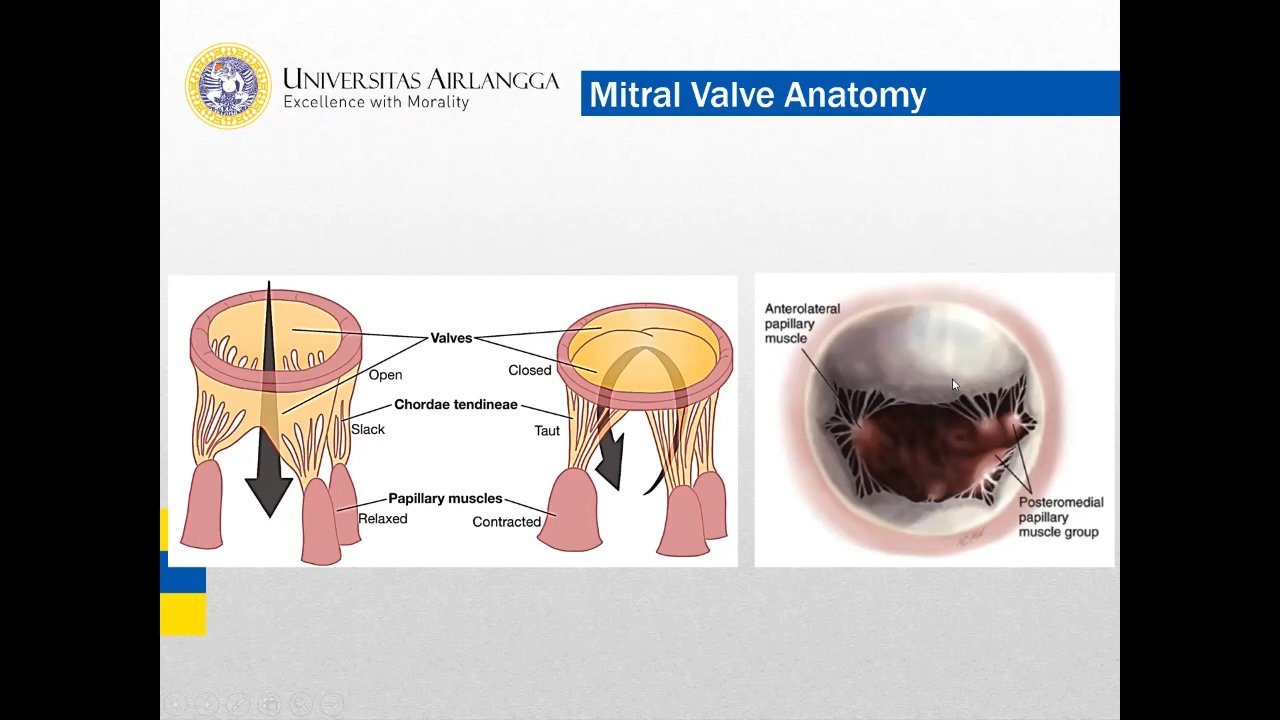 UNIVERSITAS AIRLANGGA
Excellence with Morality
Mitral Valve Anatomy
Valves
Open
Closed
Chordae tendineae
Slack
Taut
Papillary muscles
Relaxed
Contracted
Anterolateral
papillary
muscle
Posteromedial
papillary
muscle group